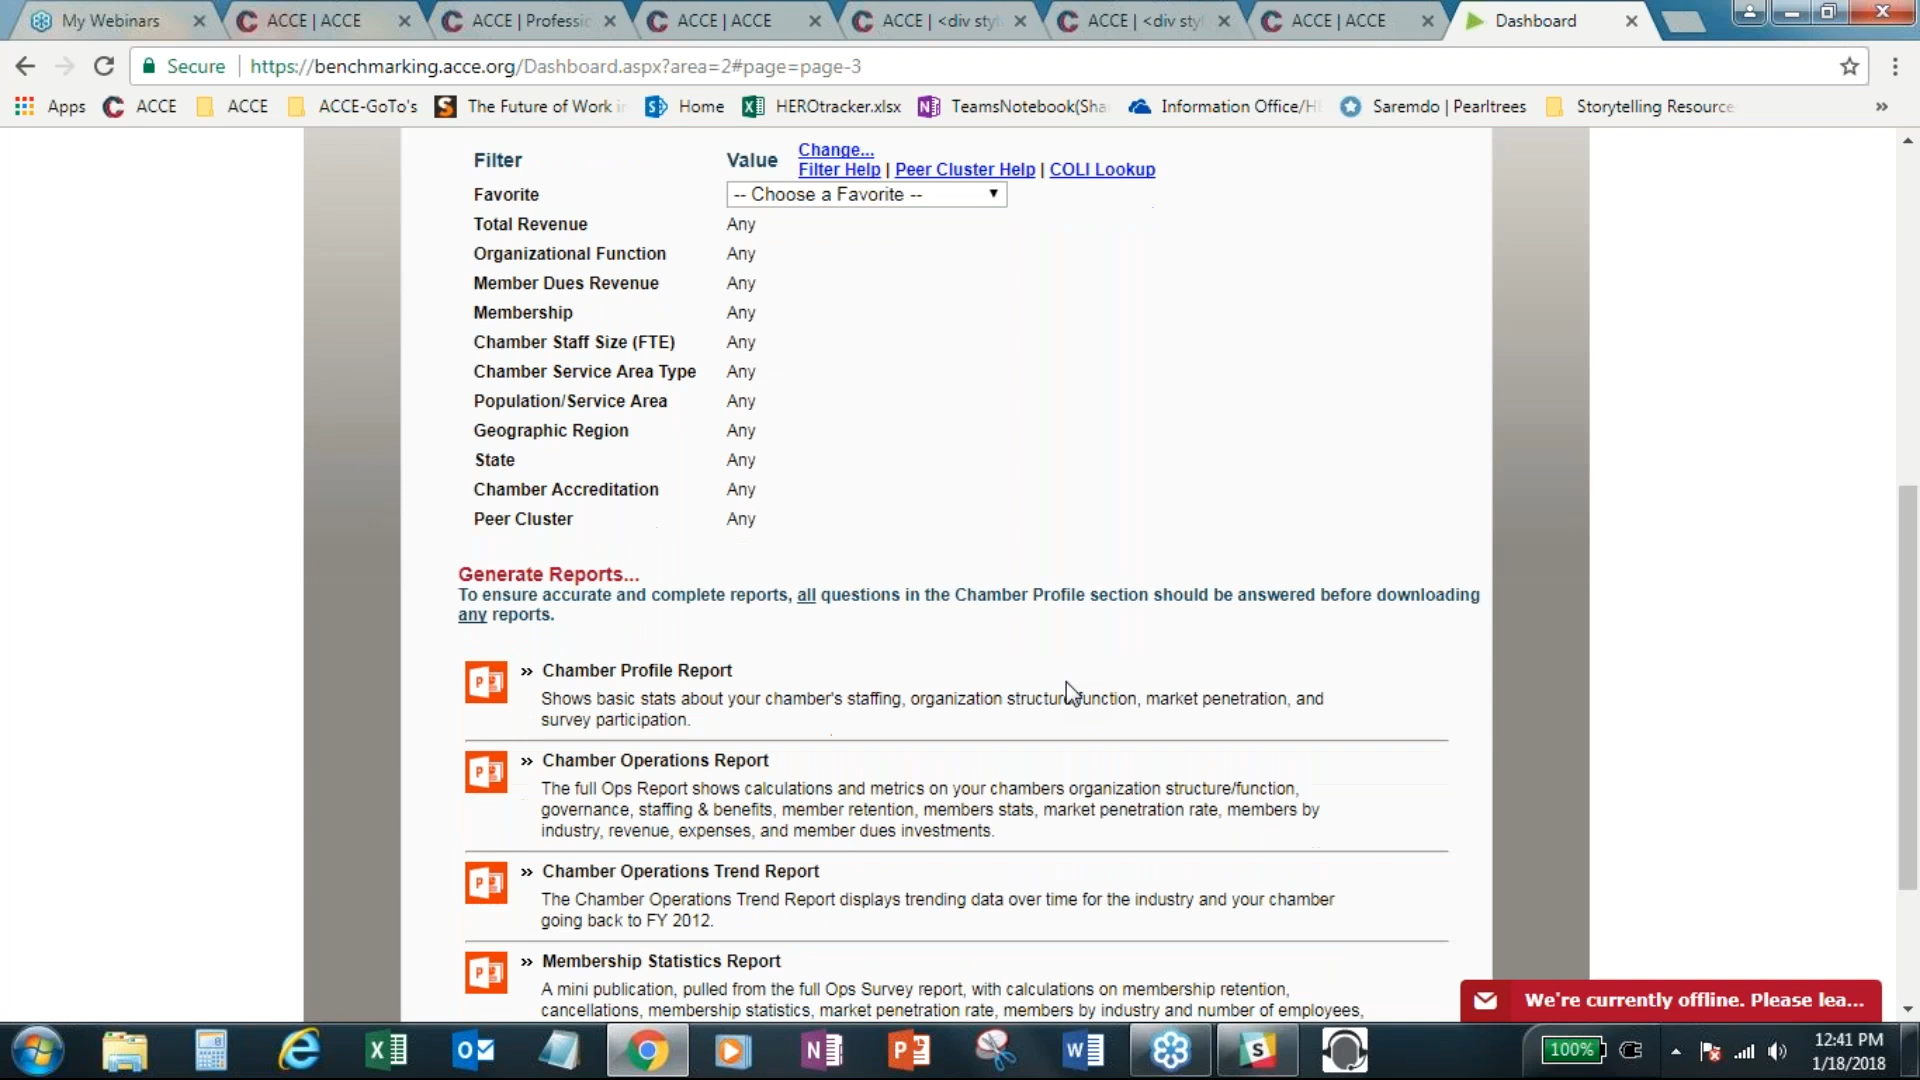 My Webinars
ACCE | ACCE
ACCE | Professio
ACCE | ACCE
ACCE | <div styl
ACCE | <div styl
ACCE | ACCE
Dashboard
Secure
https://benchmarking.acce.org/Dashboard.aspx?area=2#page=page-3
Apps
ACCE
ACCE
ACCE-GoTo's
The Future of Work in
Home
HEROtracker.xlsx
TeamsNotebook(Sha
Information Office/H
Saremdo | Pearltrees
Storytelling Resource
Filter
Value
Change...
Filter Help | Peer Cluster Help | COLI Lookup
Favorite
-- Choose a Favorite --
Total Revenue Any
Organizational Function Any
Member Dues Revenue Any
Membership Any
Chamber Staff Size (FTE) Any
Chamber Service Area Type Any
Population/Service Area Any
Geographic Region Any
State Any
Chamber Accreditation Any
Peer Cluster Any
Generate Reports...
To ensure accurate and complete reports, all questions in the Chamber Profile section should be answered before downloading
any reports.
» Chamber Profile Report
Shows basic stats about your chamber's staffing, organization structure/function, market penetration, and
survey participation.
» Chamber Operations Report
The full Ops Report shows calculations and metrics on your chambers organization structure/function,
governance, staffing & benefits, member retention, members stats, market penetration rate, members by
industry, revenue, expenses, and member dues investments.
» Chamber Operations Trend Report
The Chamber Operations Trend Report displays trending data over time for the industry and your chamber
going back to FY 2012.
» Membership Statistics Report
A mini publication, pulled from the full Ops Survey report, with calculations on membership retention,
cancellations, membership statistics, market penetration rate, members by industry and number of employees,
We're currently offline. Please lea...
100%
12:41 PM
1/18/2018